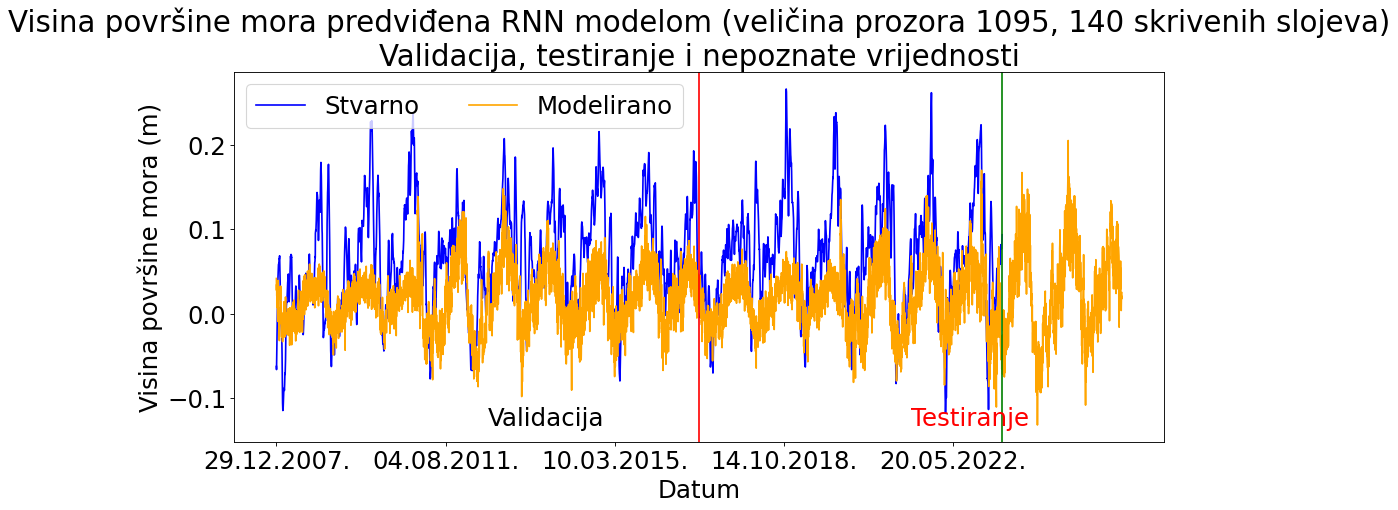 Visina površine mora predviđena RNN modelom (veličina prozora 1095, 140 skrivenih slojeva)
Validacija, testiranje i nepoznate vrijednosti
Stvarno
Modelirano
Visina površine mora (m)
0.2
0.1
0.0
−0.1
Validacija
Testiranje
29.12.2007.
04.08.2011.
10.03.2015.
14.10.2018.
20.05.2022.
Datum